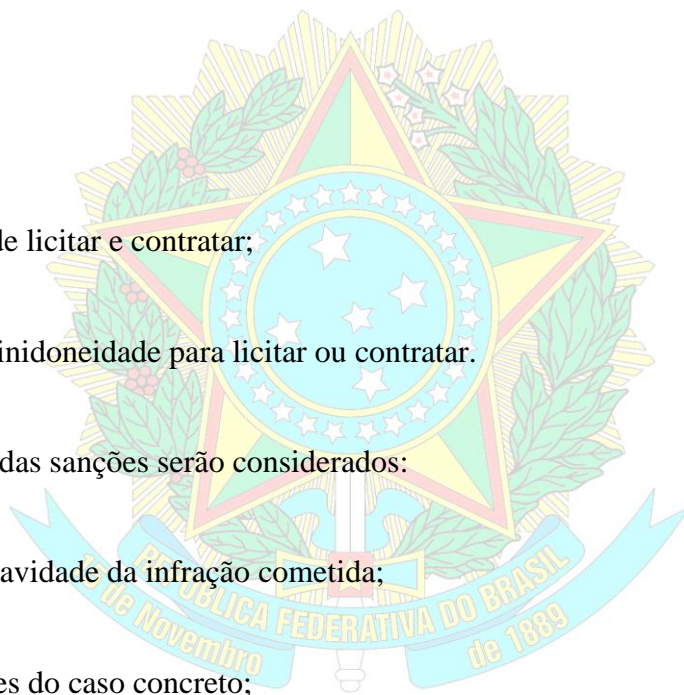 de licitar e contratar;
inidoneidade para licitar ou contratar.
das sanções serão considerados:
avidade da infração cometida;
es do caso concreto;
REPÚBLICA FEDERATIVA DO BRASIL
15 de Novembro
de 1889